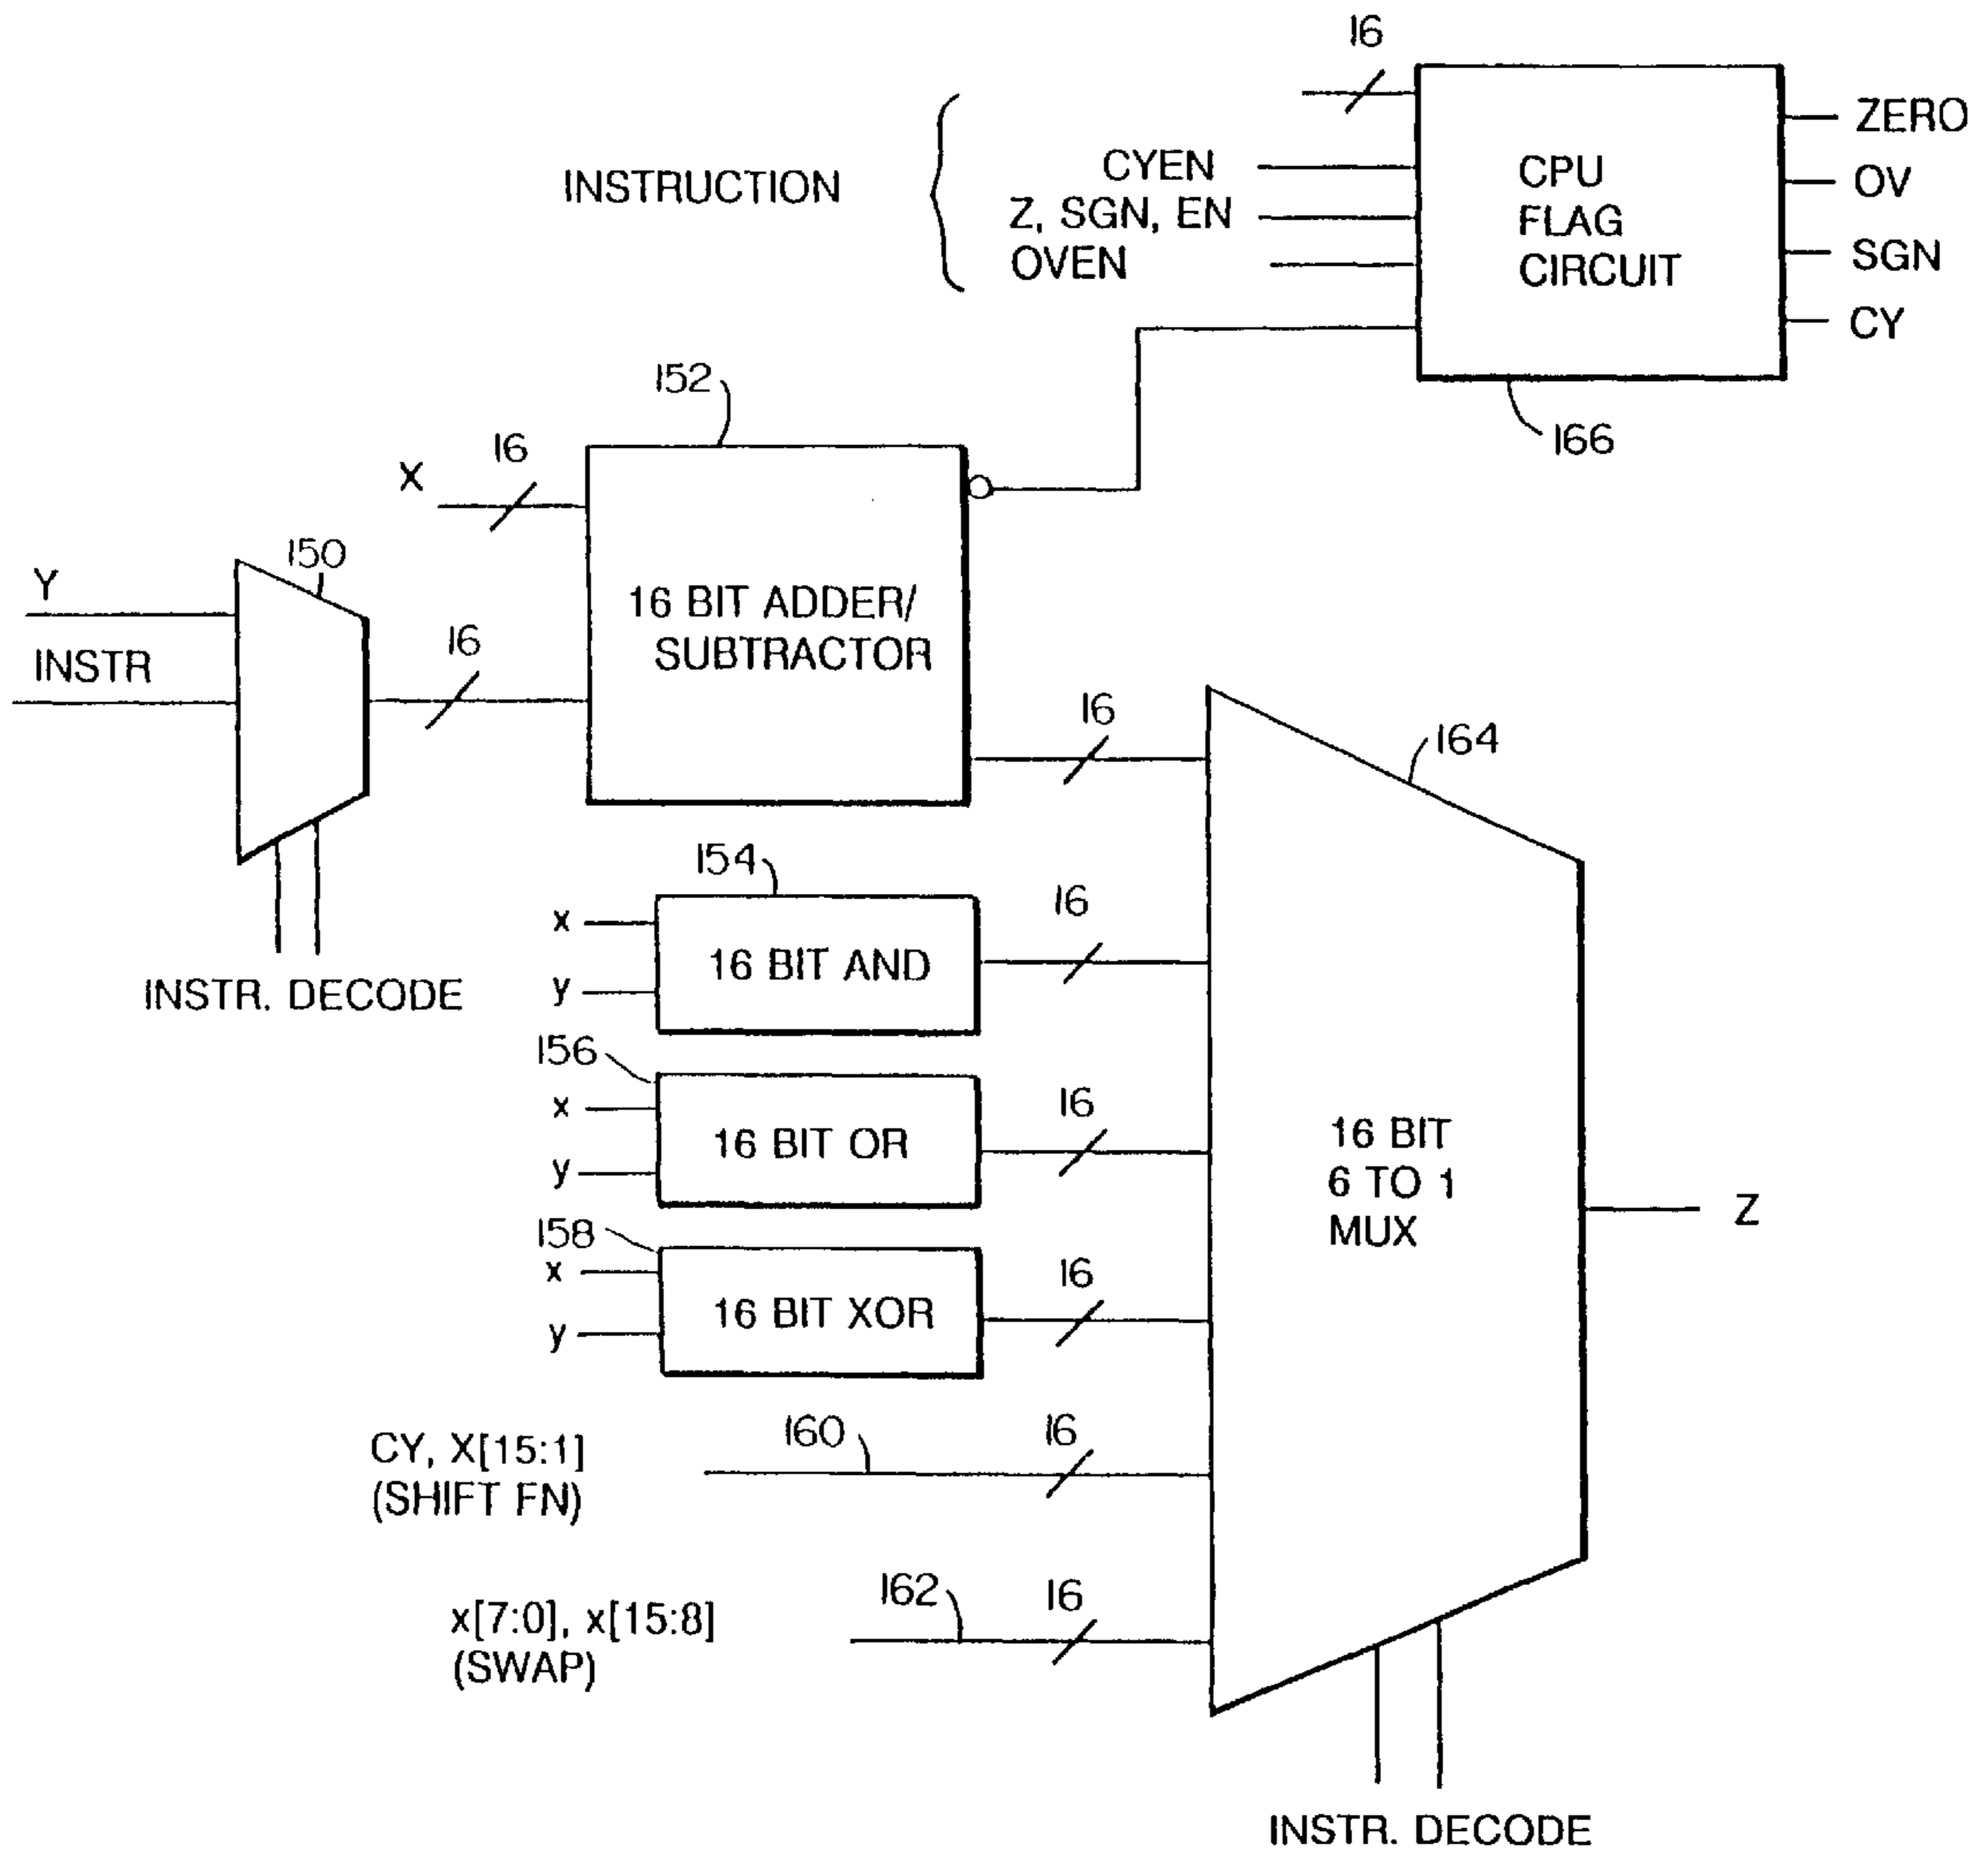 16
INSTRUCTION
CYEN
Z, SGN, EN
OVEN
CPU
FLAG
CIRCUIT
ZERO
OV
SGN
CY
166
152
X
16
150
Y
INSTR
16
16 BIT ADDER/
SUBTRACTOR
16
164
INSTR. DECODE
154
x
y
16 BIT AND
16
156
x
y
16 BIT OR
16
158
x
y
16 BIT XOR
16
16 BIT
6 TO 1
MUX
Z
CY, X[15:1]
(SHIFT FN)
160
16
x[7:0], x[15:8]
(SWAP)
162
16
INSTR. DECODE